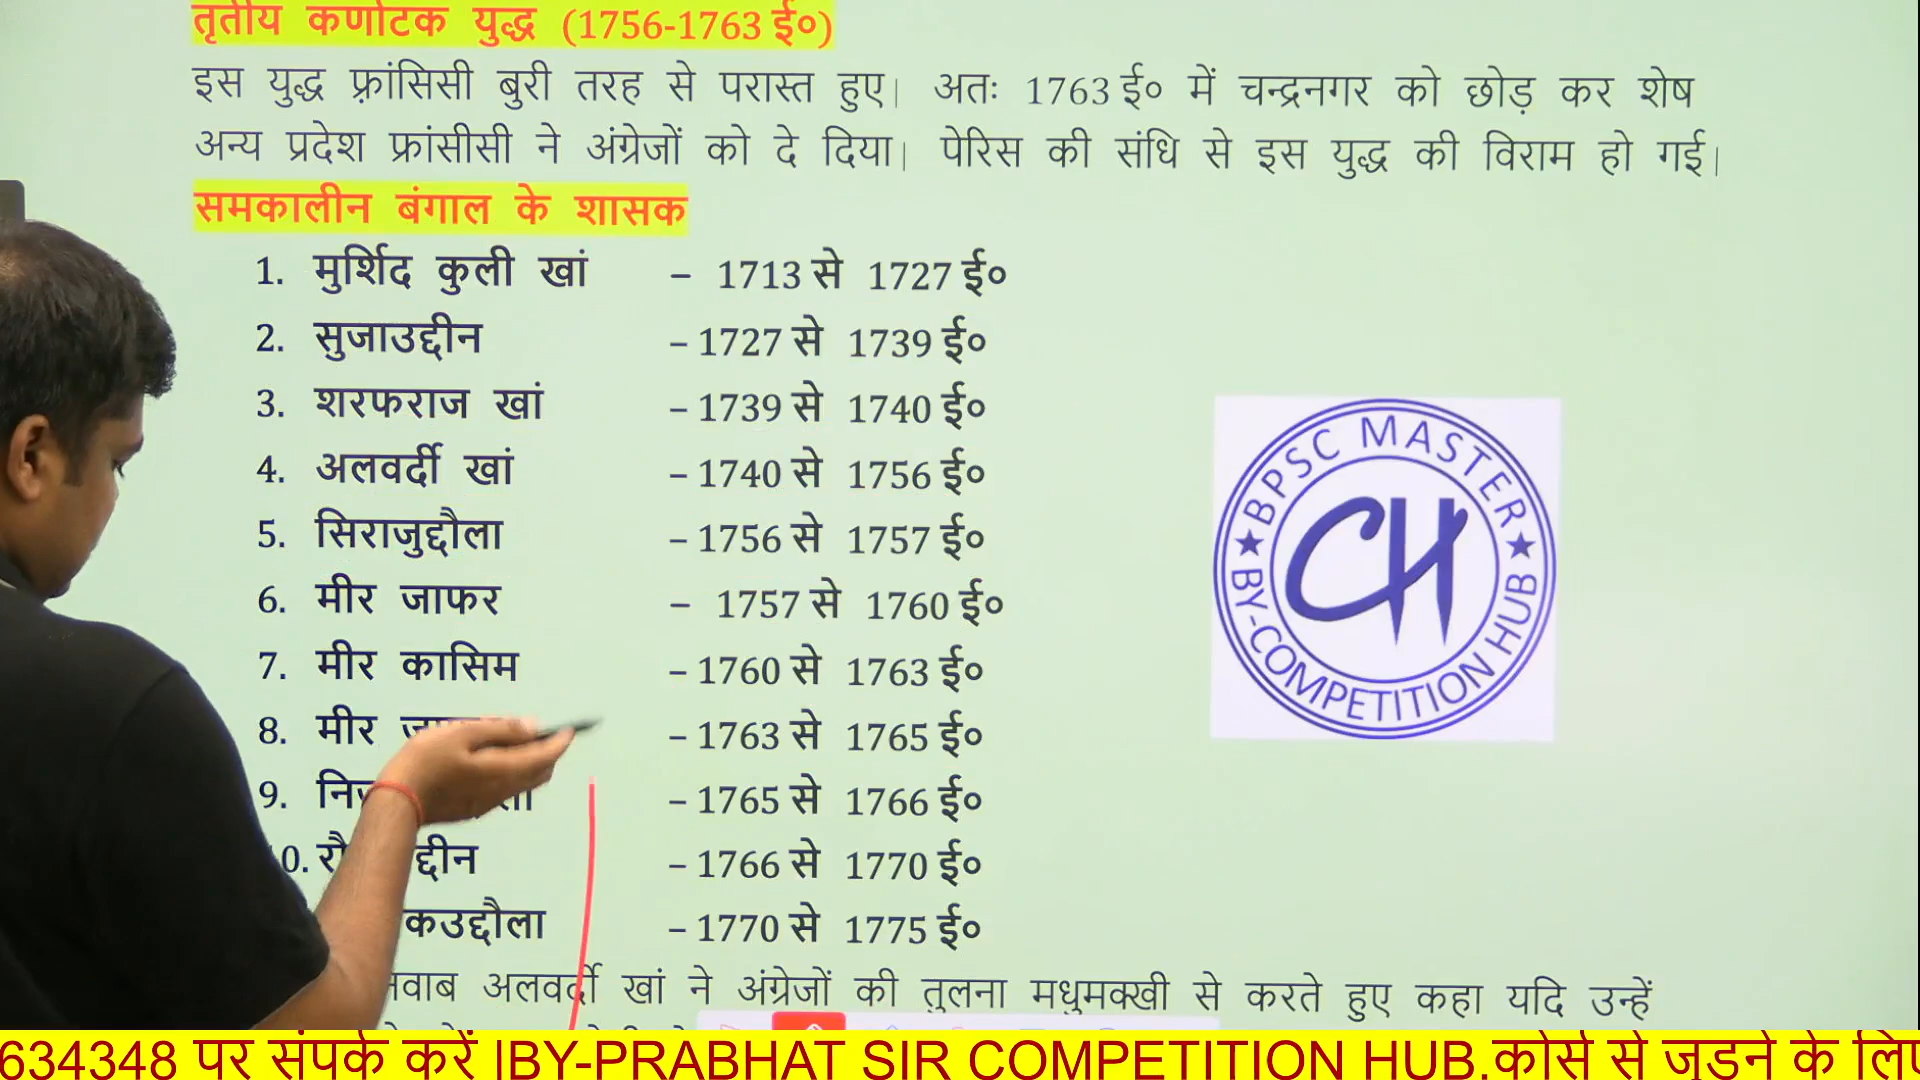 तृतीय कर्णाटक युद्ध (1756-1763 ई०)
इस युद्ध फ़्रांसिसी बुरी तरह से परास्त हुए। अतः 1763 ई० में चन्द्रनगर को छोड़ कर शेष
अन्य प्रदेश फ्रांसीसी ने अंग्रेजों को दे दिया। पेरिस की संधि से इस युद्ध की विराम हो गई।
समकालीन बंगाल के शासक
1. मुर्शिद कुली खां – 1713 से 1727 ई०
2. सुजाउद्दीन – 1727 से 1739 ई०
3. शरफराज खां – 1739 से 1740 ई०
4. अलवर्दी खां – 1740 से 1756 ई०
5. सिराजुद्दौला – 1756 से 1757 ई०
6. मीर जाफर – 1757 से 1760 ई०
7. मीर कासिम – 1760 से 1763 ई०
8. मीर – 1763 से 1765 ई०
9. – 1765 से 1766 ई०
– 1766 से 1770 ई०
– 1770 से 1775 ई०
अलवर्दी खां ने अंग्रेजों की तुलना मधुमक्खी से करते हुए कहा यदि उन्हें
BPSC MASTER
CH
BY-COMPETITION HUB
634348 पर संपर्क करें |BY-PRABHAT SIR COMPETITION HUB.कोर्स से जुड़ने के